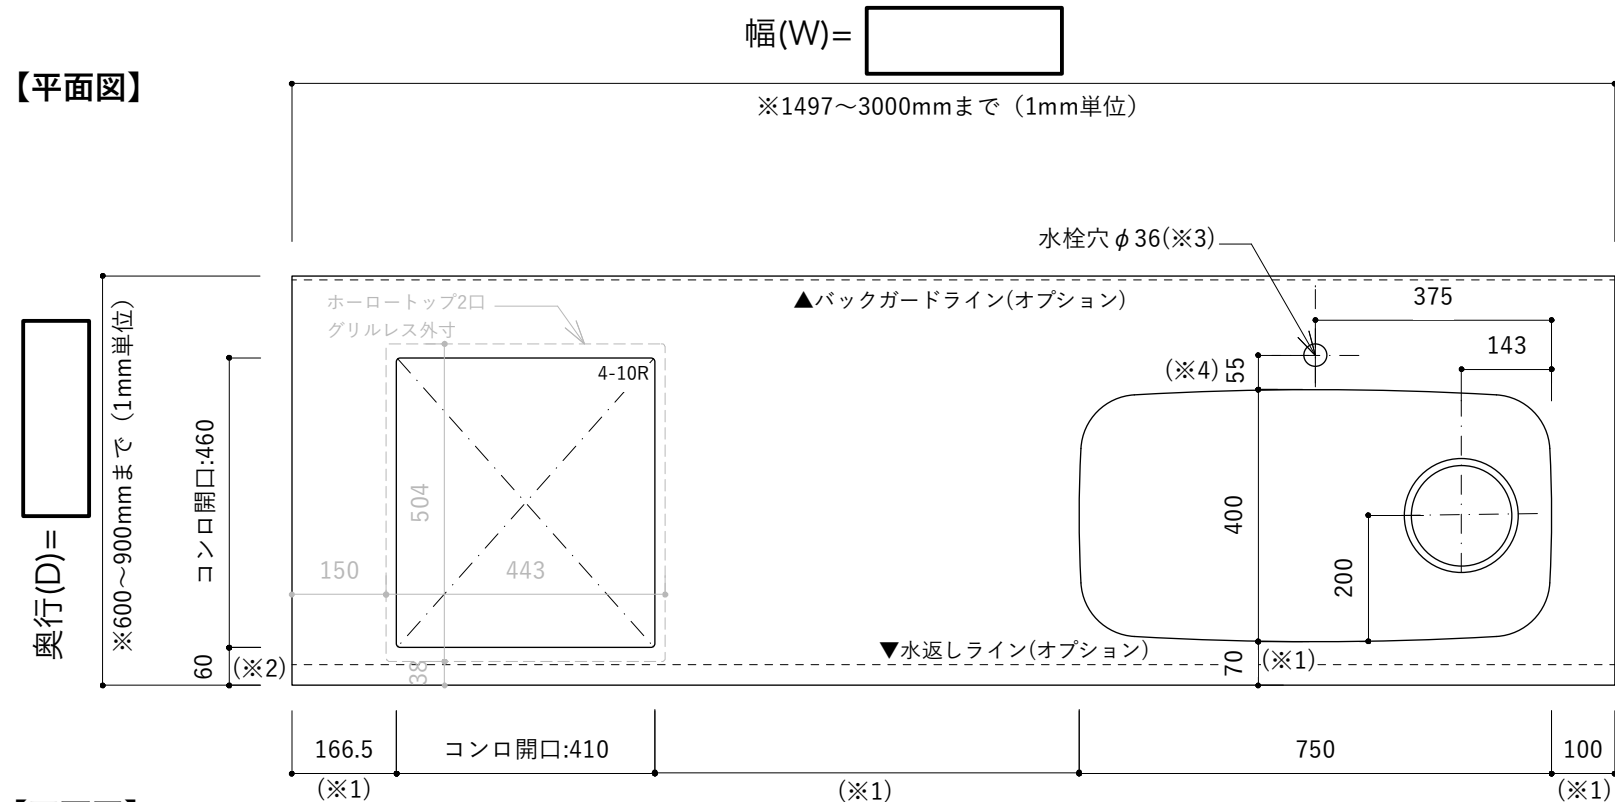 幅(W)=
【平面図】
※1497～3000mmまで（1mm単位）
水栓穴φ36(※3)
ホーロートップ2口
グリルレス外寸
▲バックガードライン(オプション)
375
143
4-10R
(※4)
55
奥行(D)=
※600～900mmまで（1mm単位）
コンロ開口:460
504
400
200
150
443
▼水返しライン(オプション)
60
(※2)
38
70
(※1)
166.5
コンロ開口:410
750
100
(※1)
(※1)
(※1)